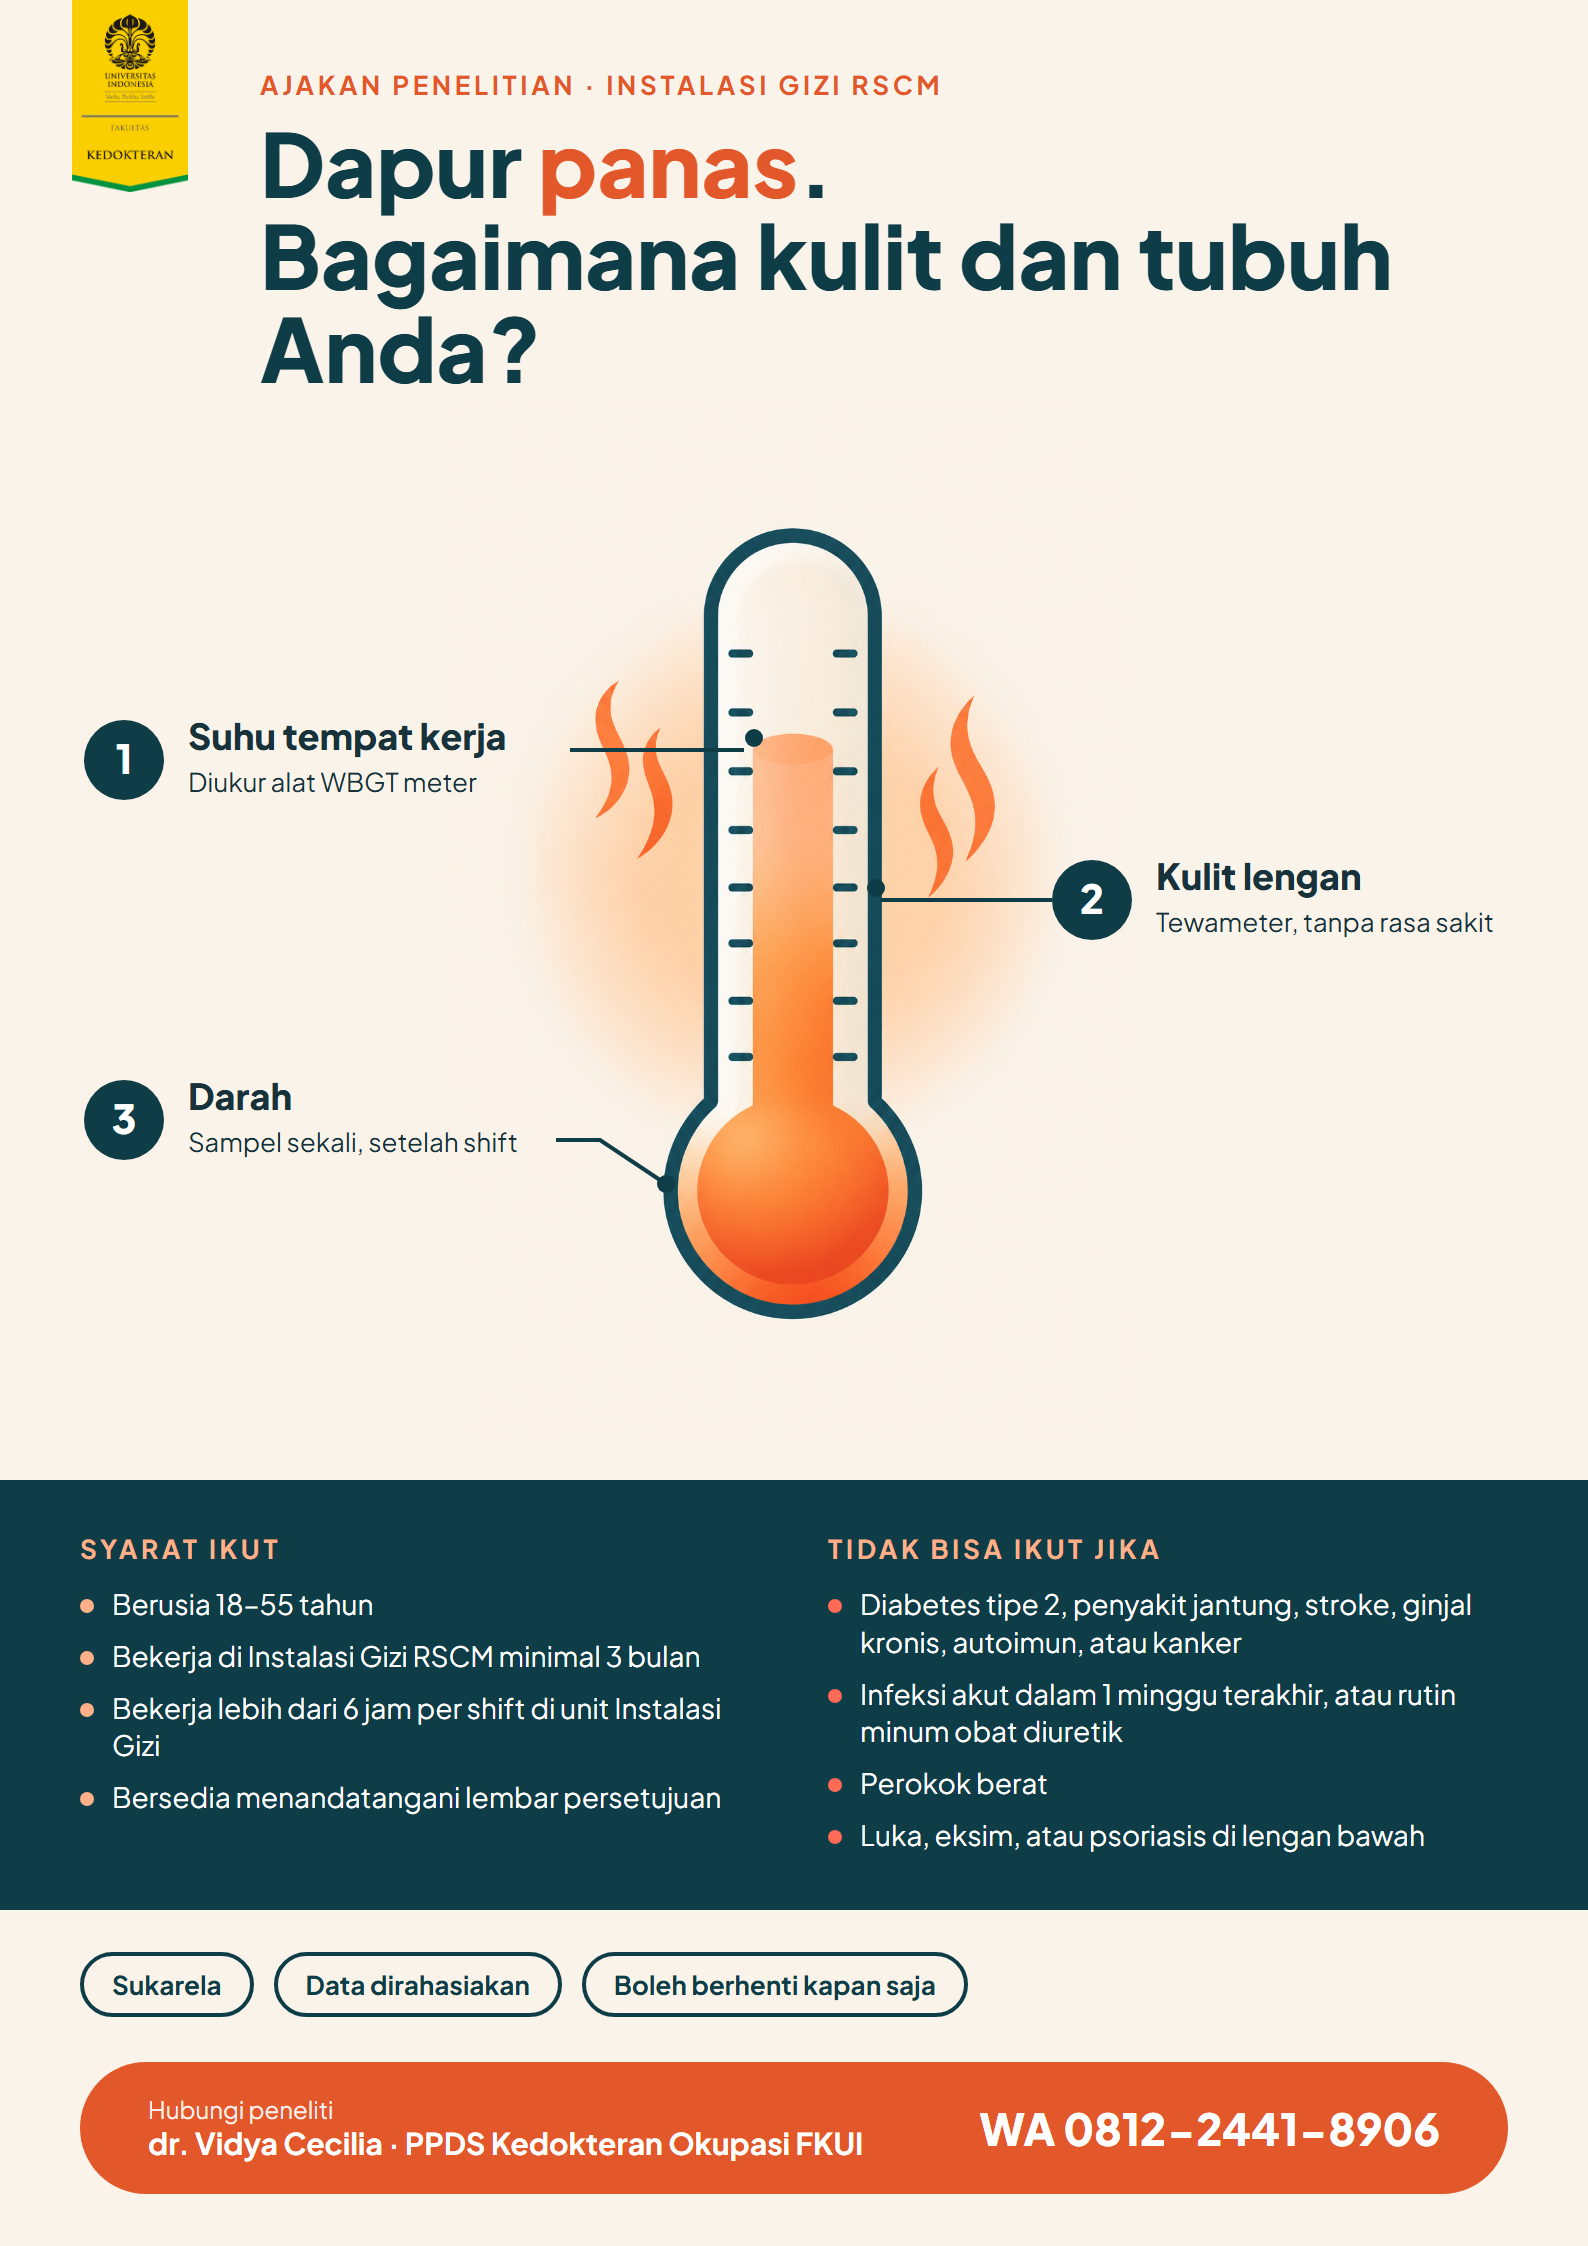 UNIVERSITAS
INDONESIA
Veritas, Probitas, Iustitia
FAKULTAS
KEDOKTERAN
AJAKAN PENELITIAN · INSTALASI GIZI RSCM
Dapur panas.
Bagaimana kulit dan tubuh
Anda?
1
Suhu tempat kerja
Diukur alat WBGT meter
2
Kulit lengan
Tewameter, tanpa rasa sakit
3
Darah
Sampel sekali, setelah shift
SYARAT IKUT
Berusia 18–55 tahun
Bekerja di Instalasi Gizi RSCM minimal 3 bulan
Bekerja lebih dari 6 jam per shift di unit Instalasi
Gizi
Bersedia menandatangani lembar persetujuan
TIDAK BISA IKUT JIKA
Diabetes tipe 2, penyakit jantung, stroke, ginjal
kronis, autoimun, atau kanker
Infeksi akut dalam 1 minggu terakhir, atau rutin
minum obat diuretik
Perokok berat
Luka, eksim, atau psoriasis di lengan bawah
Sukarela
Data dirahasiakan
Boleh berhenti kapan saja
Hubungi peneliti
dr. Vidya Cecilia · PPDS Kedokteran Okupasi FKUI
WA 0812-2441-8906